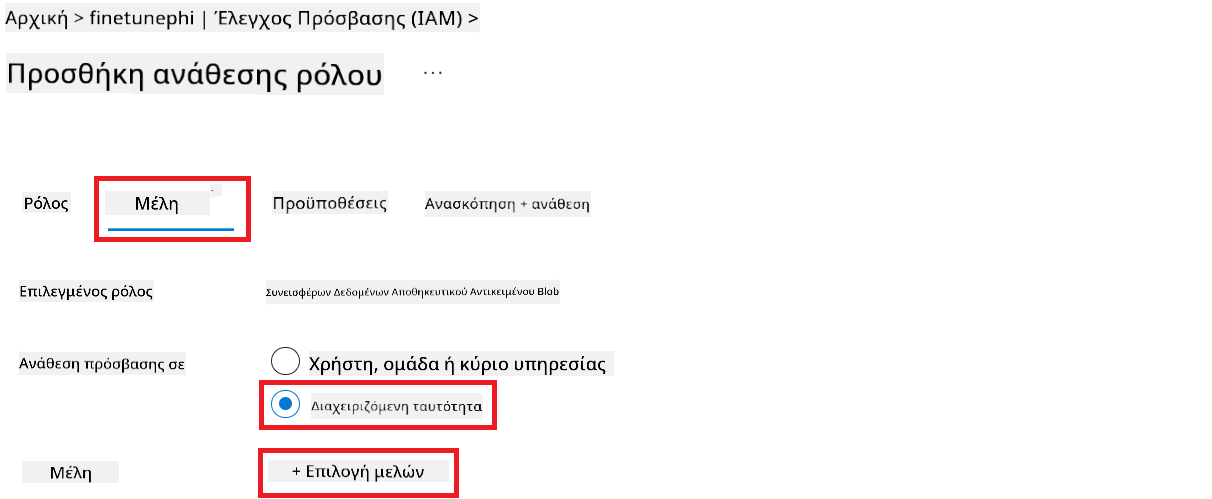 Αρχική > finetunephi | Έλεγχος Πρόσβασης (IAM) >
Προσθήκη ανάθεσης ρόλου ...
Ρόλος Μέλη Προϋποθέσεις Ανασκόπηση + ανάθεση
Επιλεγμένος ρόλος Συνεισφέρων Δεδομένων Αποθηκευτικού Αντικειμένου Blob
Ανάθεση πρόσβασης σε Χρήστη, ομάδα ή κύριο υπηρεσίας
Διαχειριζόμενη ταυτότητα
Μέλη + Επιλογή μελών